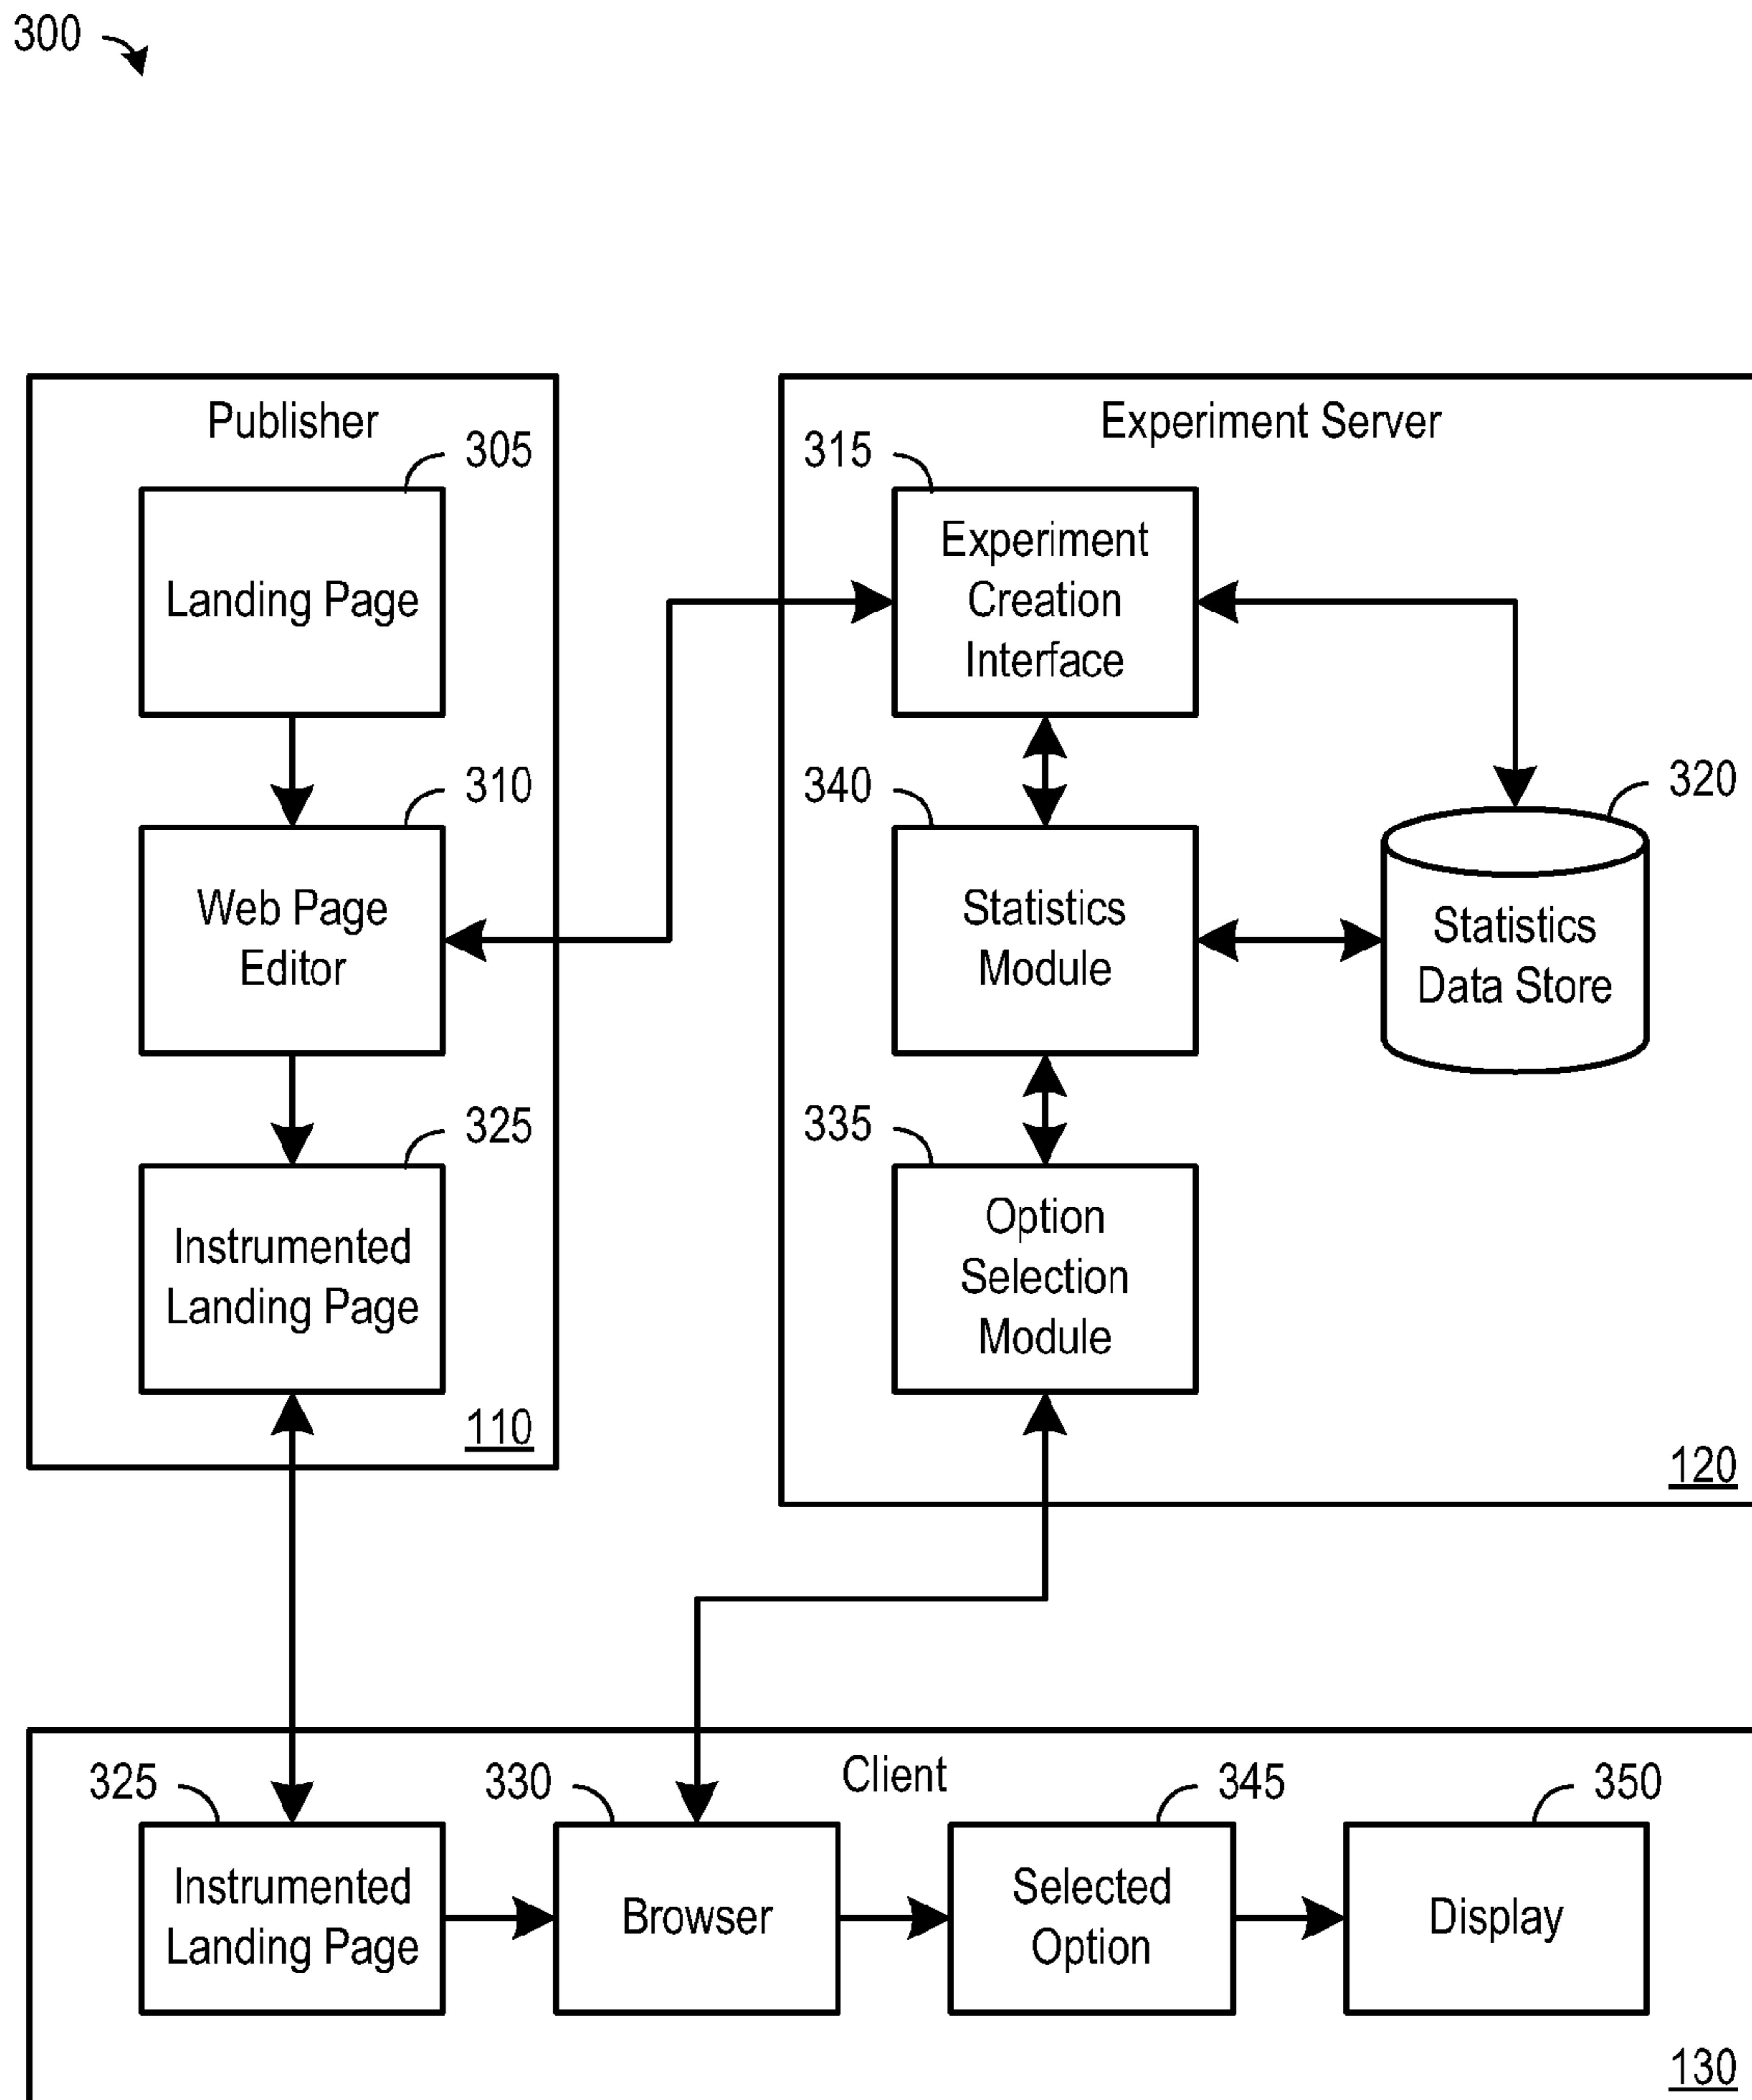 300
Publisher
305
Landing Page
310
Web Page
Editor
325
Instrumented
Landing Page
110
Experiment Server
315
Experiment
Creation
Interface
340
Statistics
Module
320
Statistics
Data Store
335
Option
Selection
Module
120
Client
325
Instrumented
Landing Page
330
Browser
345
Selected
Option
350
Display
130